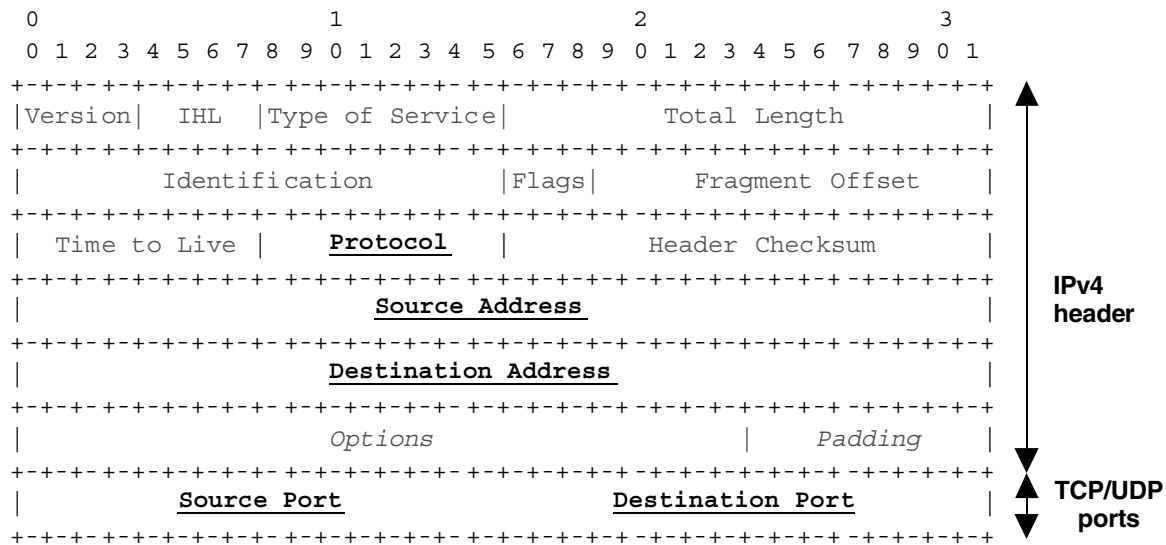 0 1 2 3
0 1 2 3 4 5 6 7 8 9 0 1 2 3 4 5 6 7 8 9 0 1 2 3 4 5 6 7 8 9 0 1
+-+-+-+-+-+-+-+-+-+-+-+-+-+-+-+-+-+-+-+-+-+-+-+-+-+-+-+-+-+-+-+-+
|Version| IHL |Type of Service| Total Length |
+-+-+-+-+-+-+-+-+-+-+-+-+-+-+-+-+-+-+-+-+-+-+-+-+-+-+-+-+-+-+-+-+
| Identification |Flags| Fragment Offset |
+-+-+-+-+-+-+-+-+-+-+-+-+-+-+-+-+-+-+-+-+-+-+-+-+-+-+-+-+-+-+-+-+
| Time to Live | Protocol | Header Checksum |
+-+-+-+-+-+-+-+-+-+-+-+-+-+-+-+-+-+-+-+-+-+-+-+-+-+-+-+-+-+-+-+-+
| Source Address |
+-+-+-+-+-+-+-+-+-+-+-+-+-+-+-+-+-+-+-+-+-+-+-+-+-+-+-+-+-+-+-+-+
| Destination Address |
+-+-+-+-+-+-+-+-+-+-+-+-+-+-+-+-+-+-+-+-+-+-+-+-+-+-+-+-+-+-+-+-+
| Options | Padding |
+-+-+-+-+-+-+-+-+-+-+-+-+-+-+-+-+-+-+-+-+-+-+-+-+-+-+-+-+-+-+-+-+
| Source Port Destination Port |
+-+-+-+-+-+-+-+-+-+-+-+-+-+-+-+-+-+-+-+-+-+-+-+-+-+-+-+-+-+-+-+-+
IPv4
header
TCP/UDP
ports